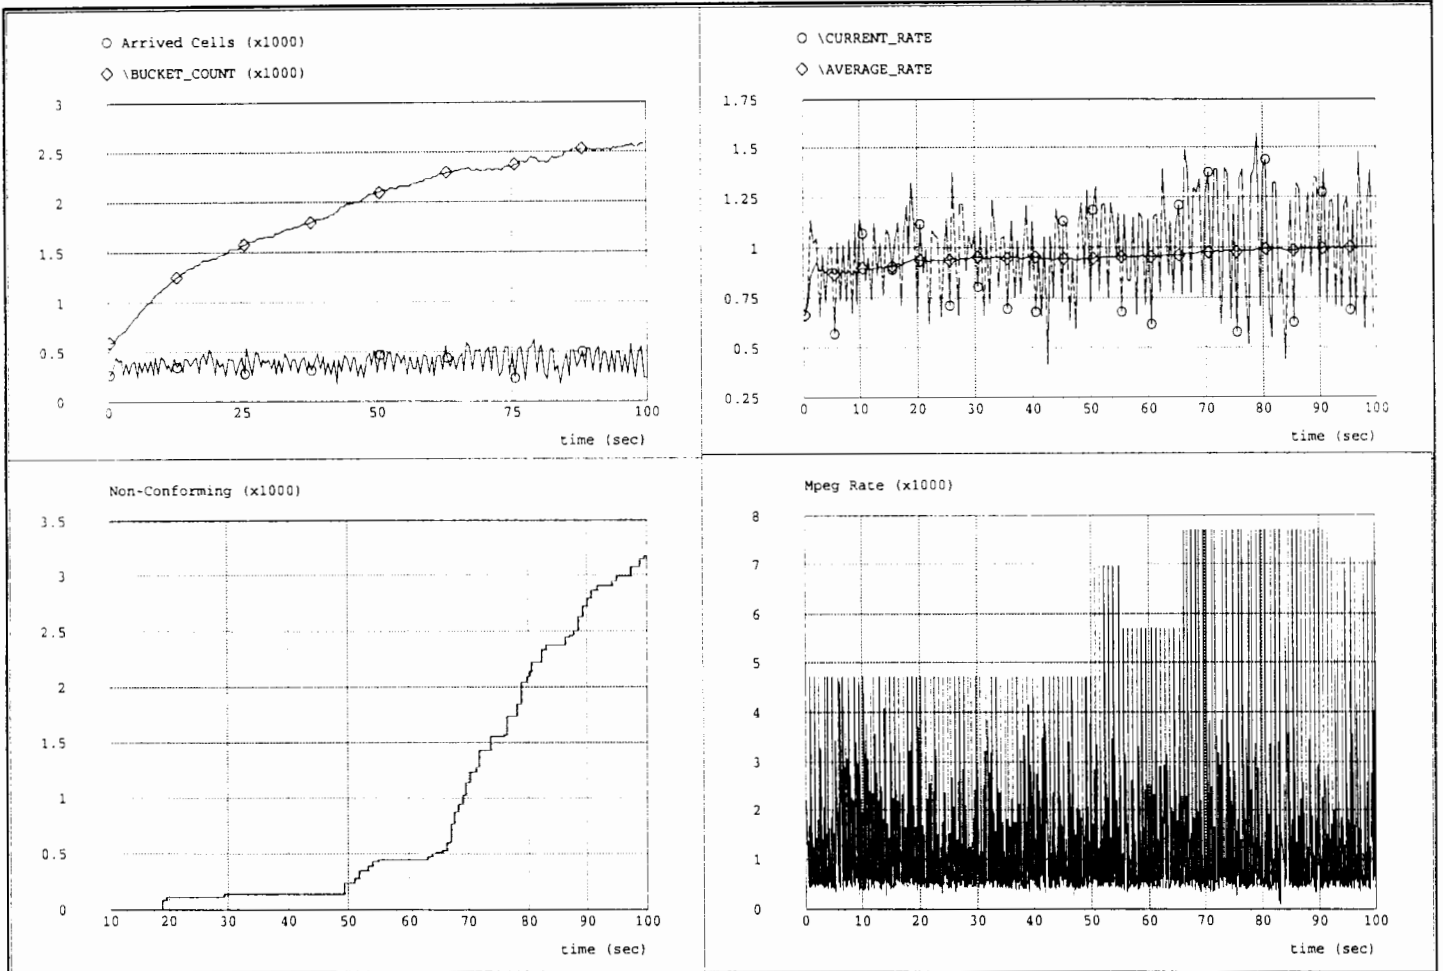 Arrived Cells (x1000)
\BUCKET_COUNT (x1000)
3
2.5
2
1.5
1
0.5
0
0 25 50 75 100
time (sec)
\CURRENT_RATE
\AVERAGE_RATE
1.75
1.5
1.25
1
0.75
0.5
0.25
0 10 20 30 40 50 60 70 80 90 100
time (sec)
Non-Conforming (x1000)
3.5
3
2.5
2
1.5
1
0.5
0
10 20 30 40 50 60 70 80 90 100
time (sec)
Mpeg Rate (x1000)
8
7
6
5
4
3
2
1
0
0 10 20 30 40 50 60 70 80 90 100
time (sec)